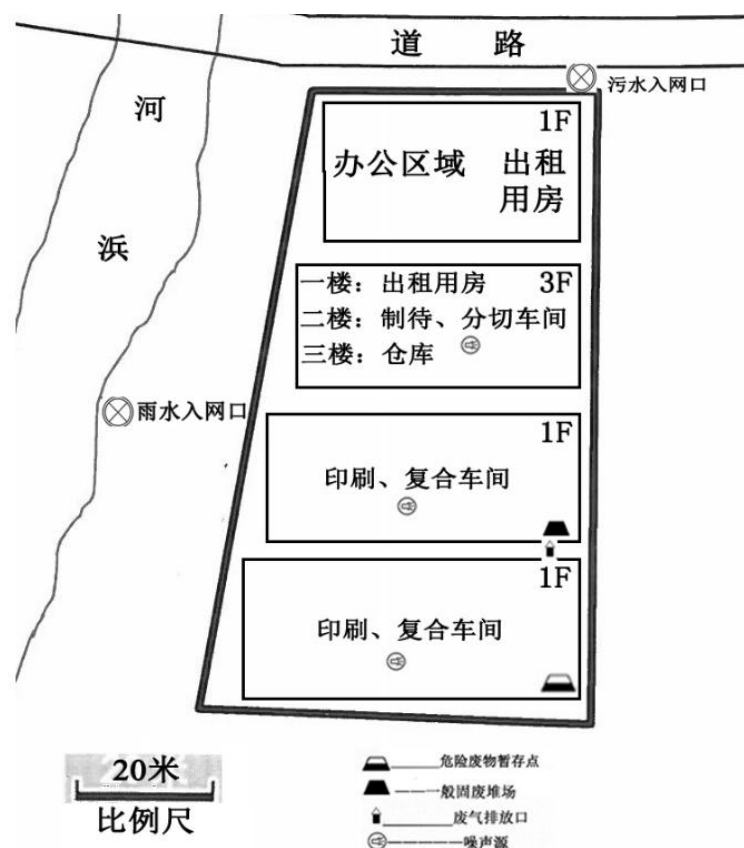 道 路
污水入网口
河
浜
1F
办公区域 出租
用房
一楼：出租用房 3F
二楼：制待、分切车间
三楼：仓库
雨水入网口
1F
印刷、复合车间
1F
印刷、复合车间
20米
比例尺
危险废物暂存点
一般固废堆场
废气排放口
噪声源